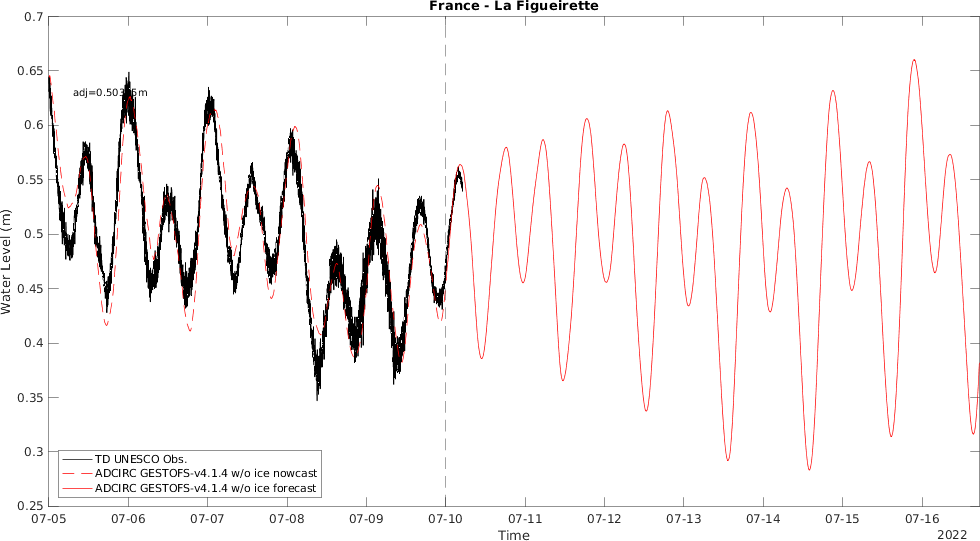 France - La Figueirette
0.7
0.65
0.6
0.55
0.5
0.45
0.4
0.35
0.3
0.25
Water Level (m)
TD UNESCO Obs.
ADCIRC GESTOFS-v4.1.4 w/o ice nowcast
ADCIRC GESTOFS-v4.1.4 w/o ice forecast
07-05 07-06 07-07 07-08 07-09 07-10 07-11 07-12 07-13 07-14 07-15 07-16
Time
2022